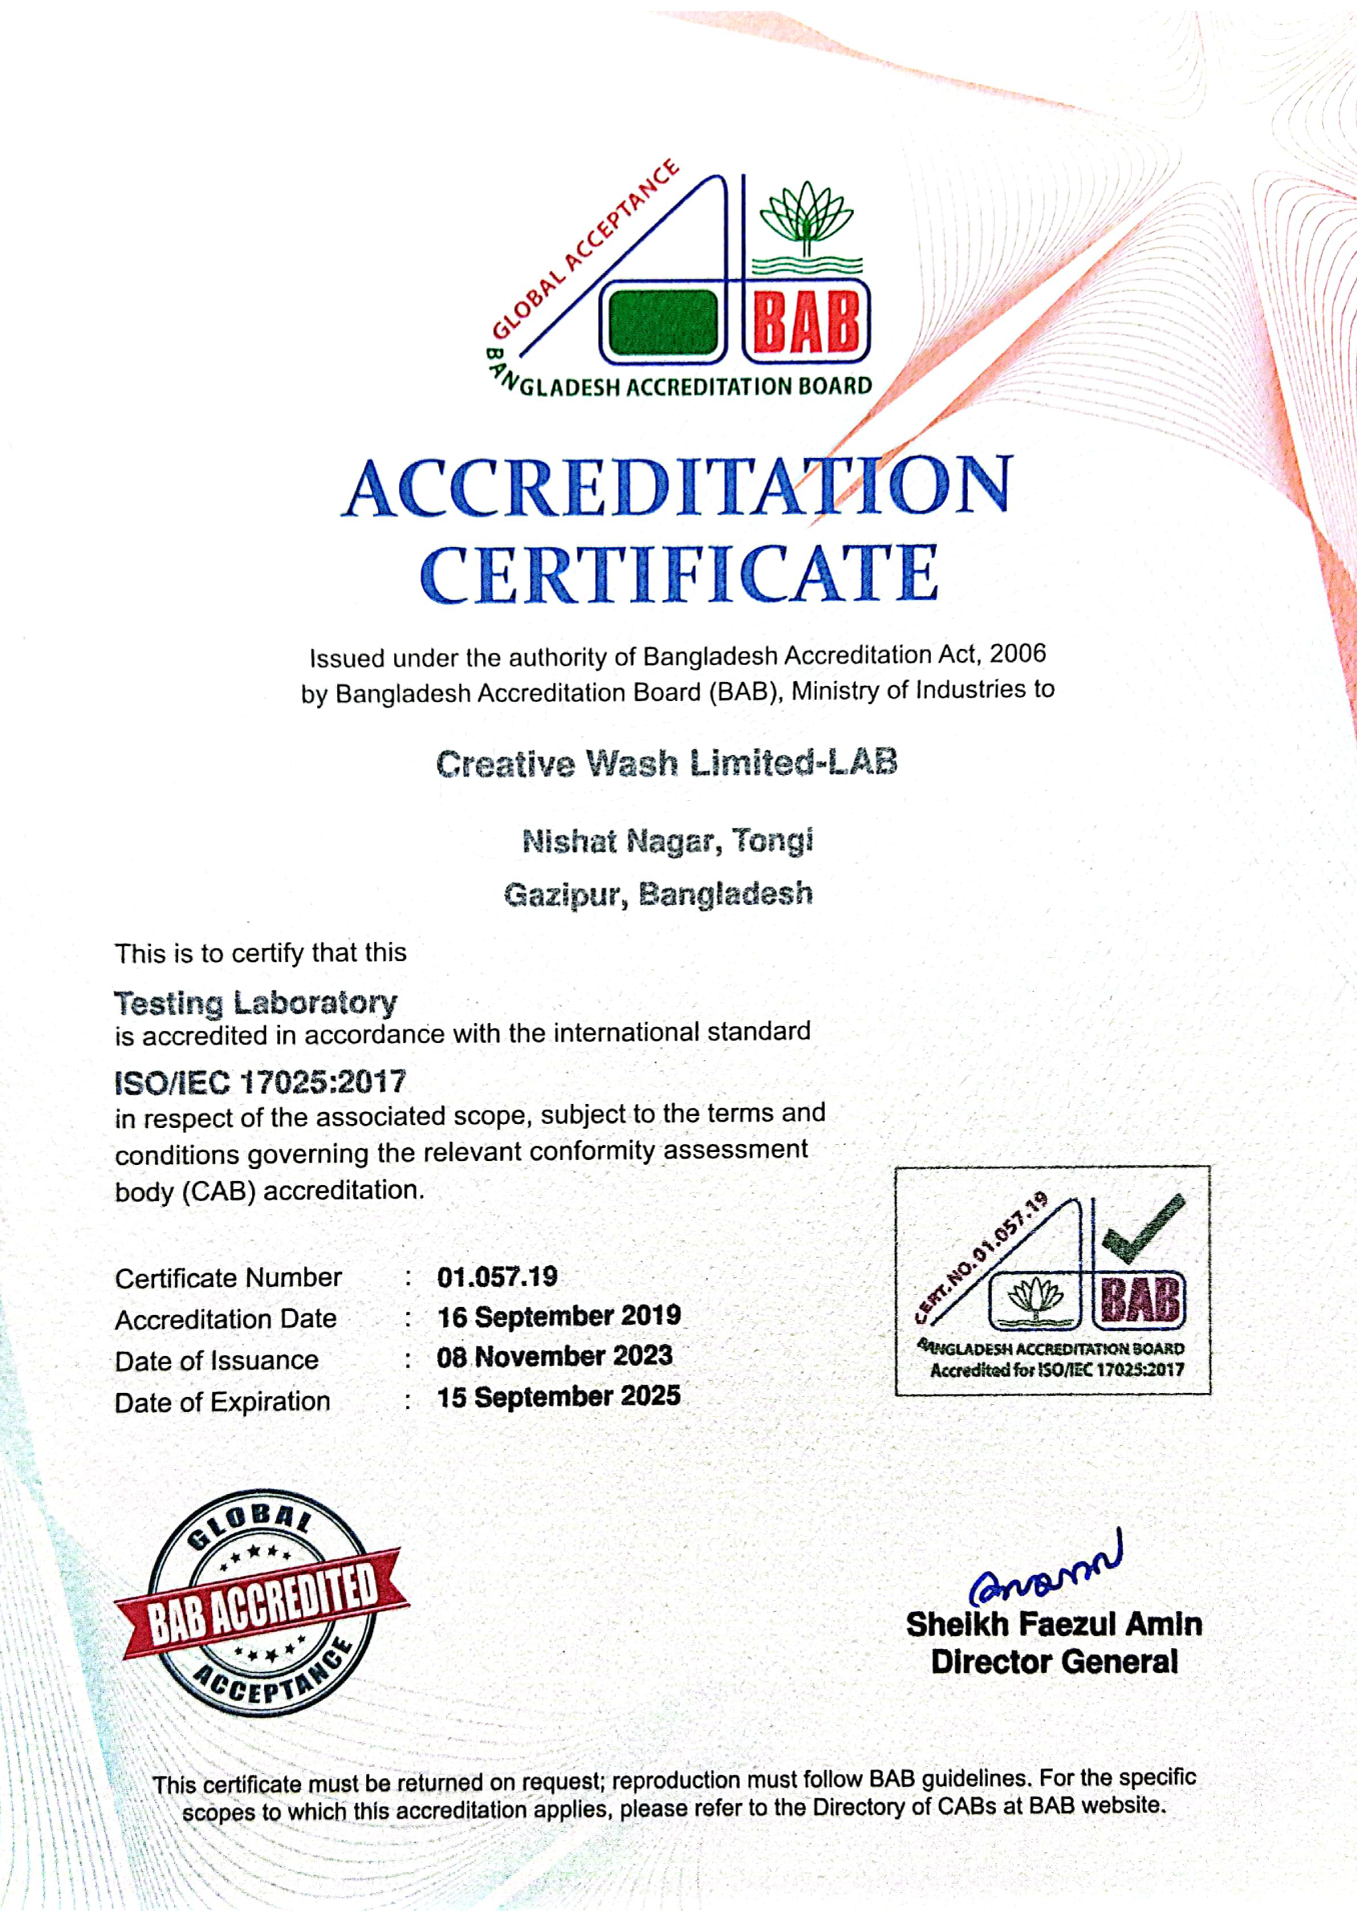 GLOBAL ACCEPTANCE
BAB
BANGLADESH ACCREDITATION BOARD
ACCREDITATION
CERTIFICATE
Issued under the authority of Bangladesh Accreditation Act, 2006
by Bangladesh Accreditation Board (BAB), Ministry of Industries to
Creative Wash Limited-LAB
Nishat Nagar, Tongi
Gazipur, Bangladesh
This is to certify that this
Testing Laboratory
is accredited in accordance with the international standard
ISO/IEC 17025:2017
in respect of the associated scope, subject to the terms and
conditions governing the relevant conformity assessment
body (CAB) accreditation.
Certificate Number : 01.057.19
Accreditation Date : 16 September 2019
Date of Issuance : 08 November 2023
Date of Expiration : 15 September 2025
CERT.NO.01.057.19
BAB
BANGLADESH ACCREDITATION BOARD
Accredited for ISO/IEC 17025:2017
GLOBAL
BAB ACCREDITED
ACCEPTANCE
Sheikh Faezul Amin
Director General
This certificate must be returned on request; reproduction must follow BAB guidelines. For the specific
scopes to which this accreditation applies, please refer to the Directory of CABs at BAB website.